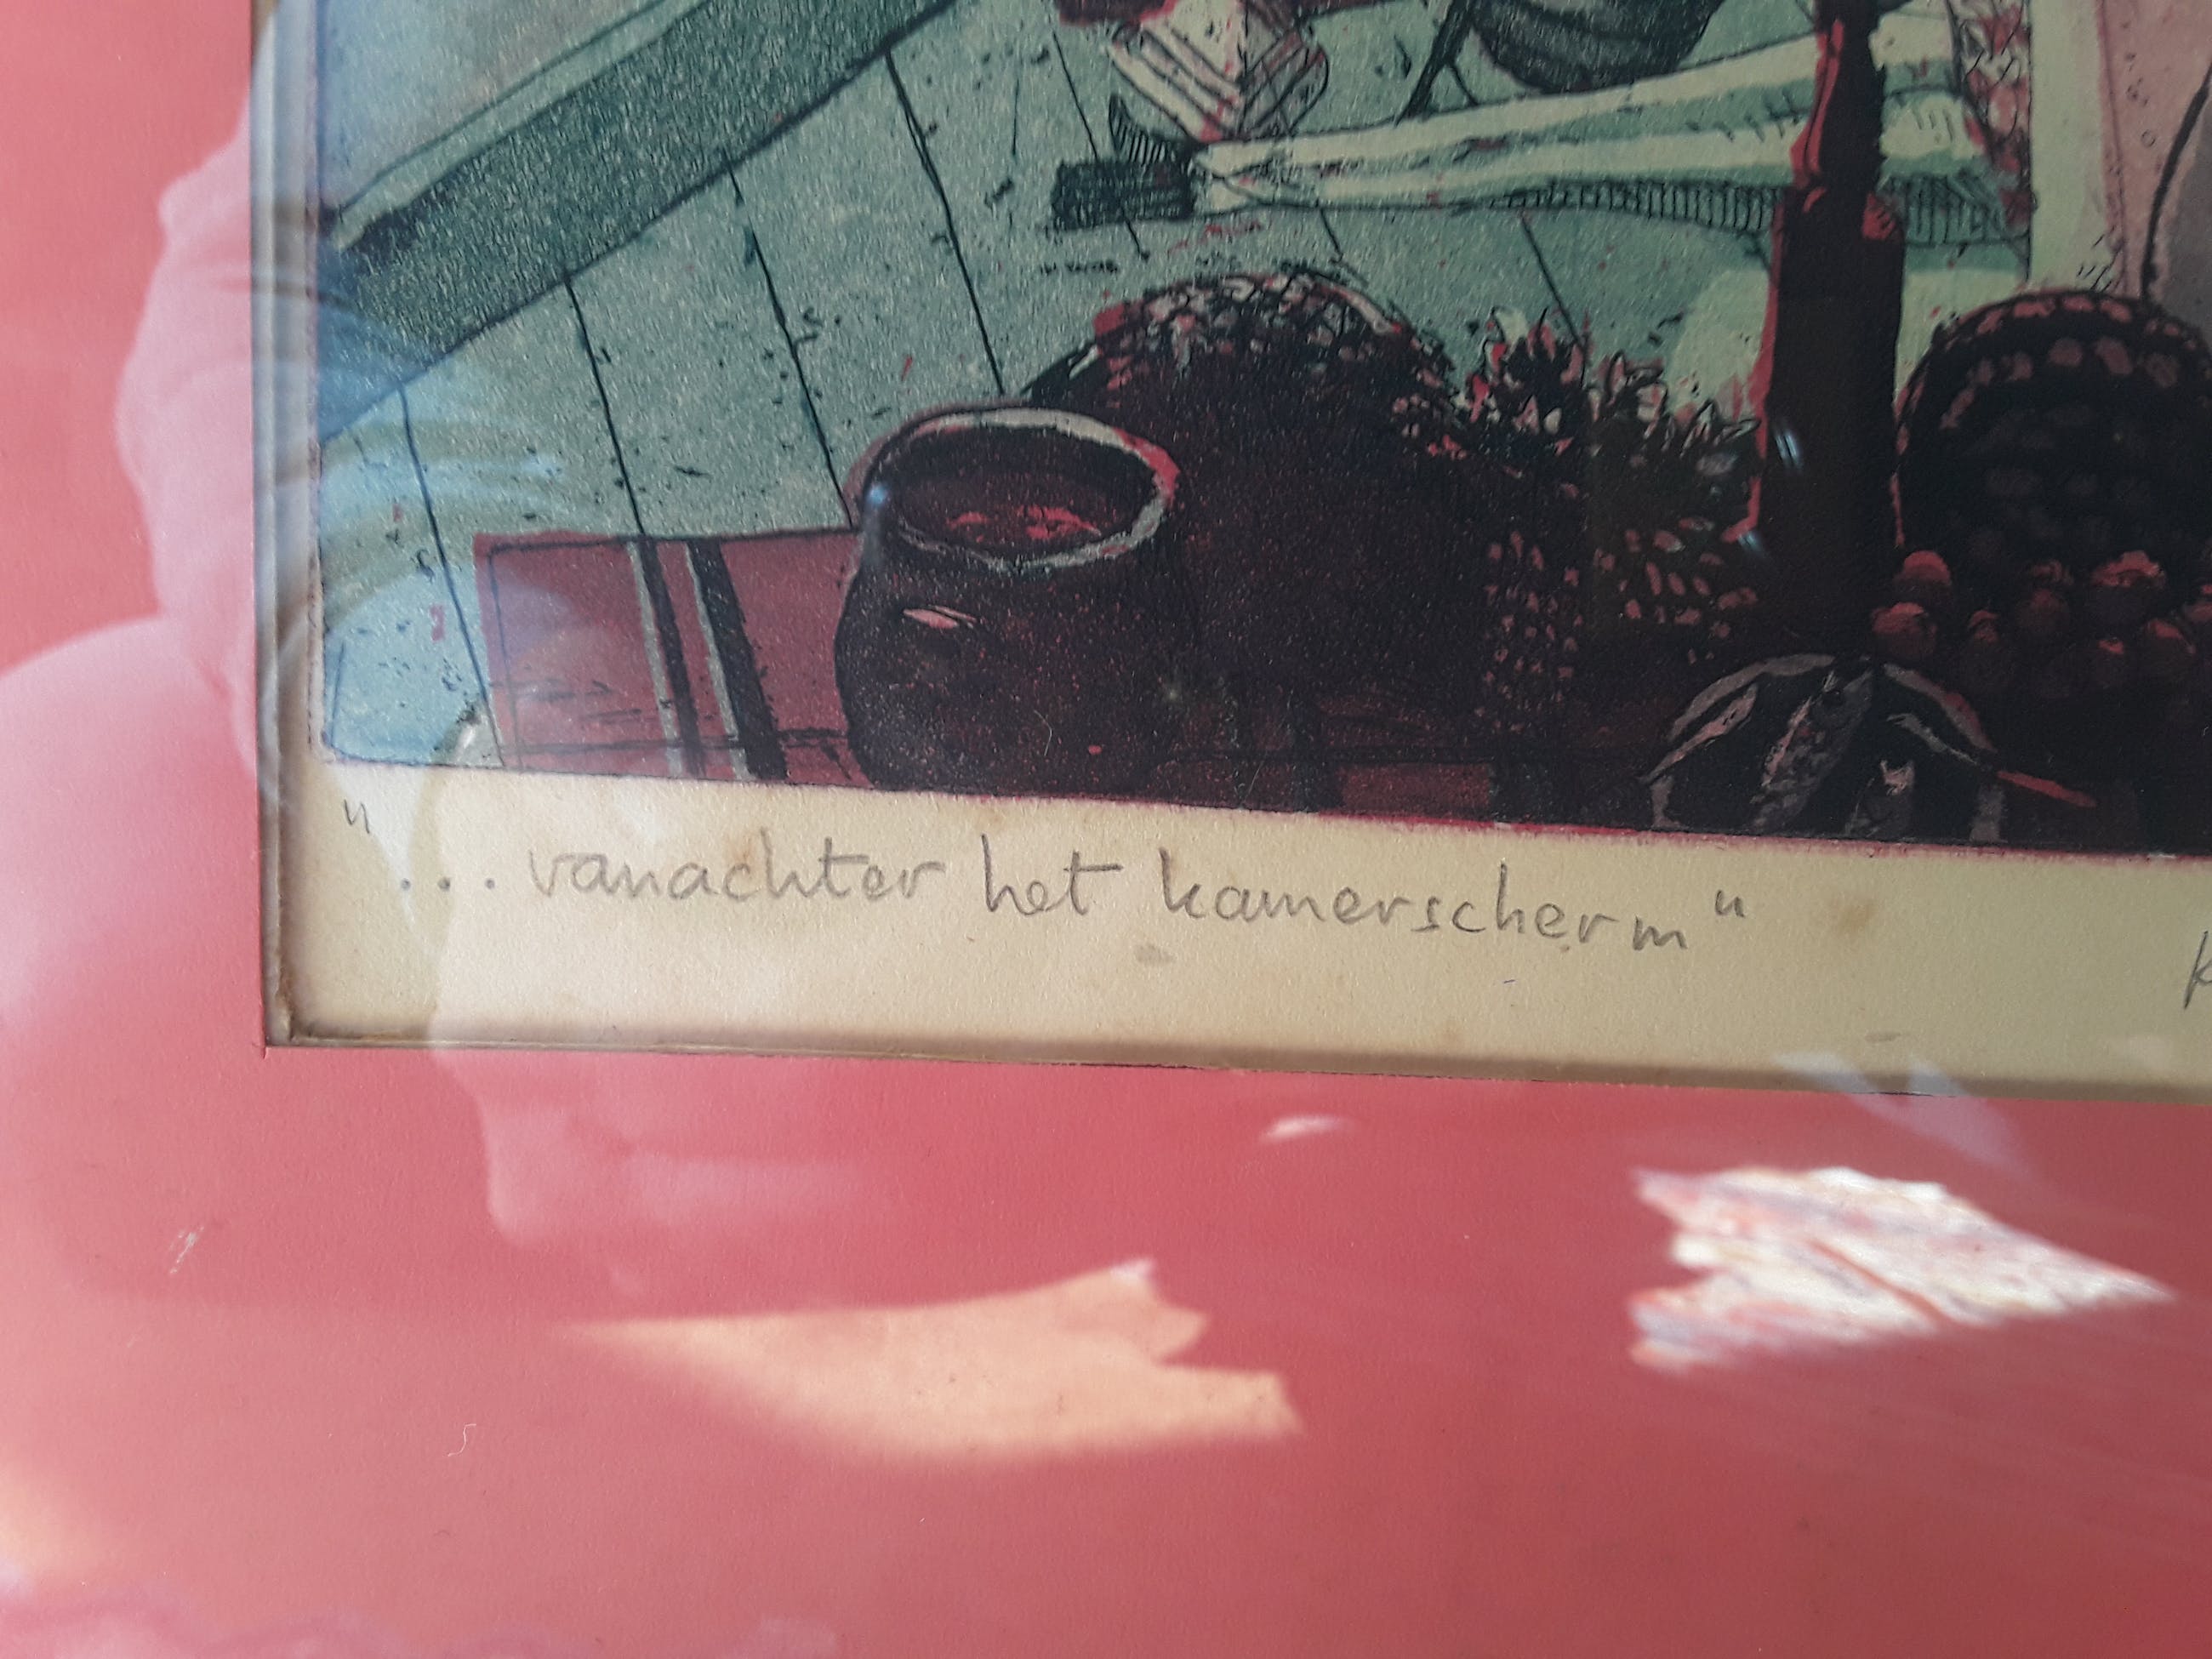 "... vanachter het kamerscherm"